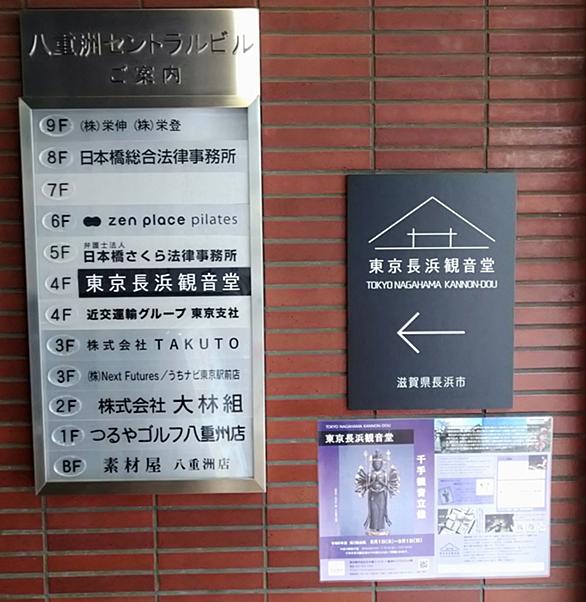 八重洲セントラルビル
ご案内
9F (株)栄伸 (株)栄登
8F 日本橋総合法律事務所
7F
6F zen place pilates
5F 弁護士法人
日本橋さくら法律事務所
4F 東京長浜観音堂
4F 近交運輸グループ 東京支社
3F 株式会社 TAKUTO
3F (株)Next Futures/うちナビ東京駅前店
2F 株式会社 大林組
1F つるやゴルフ八重洲店
BF 素材屋 八重洲店
東京長浜観音堂
TOKYO NAGAHAMA KANNON-DOU
滋賀県長浜市
TOKYO NAGAHAMA KANNON-DOU
東京長浜観音堂
千手観音立像